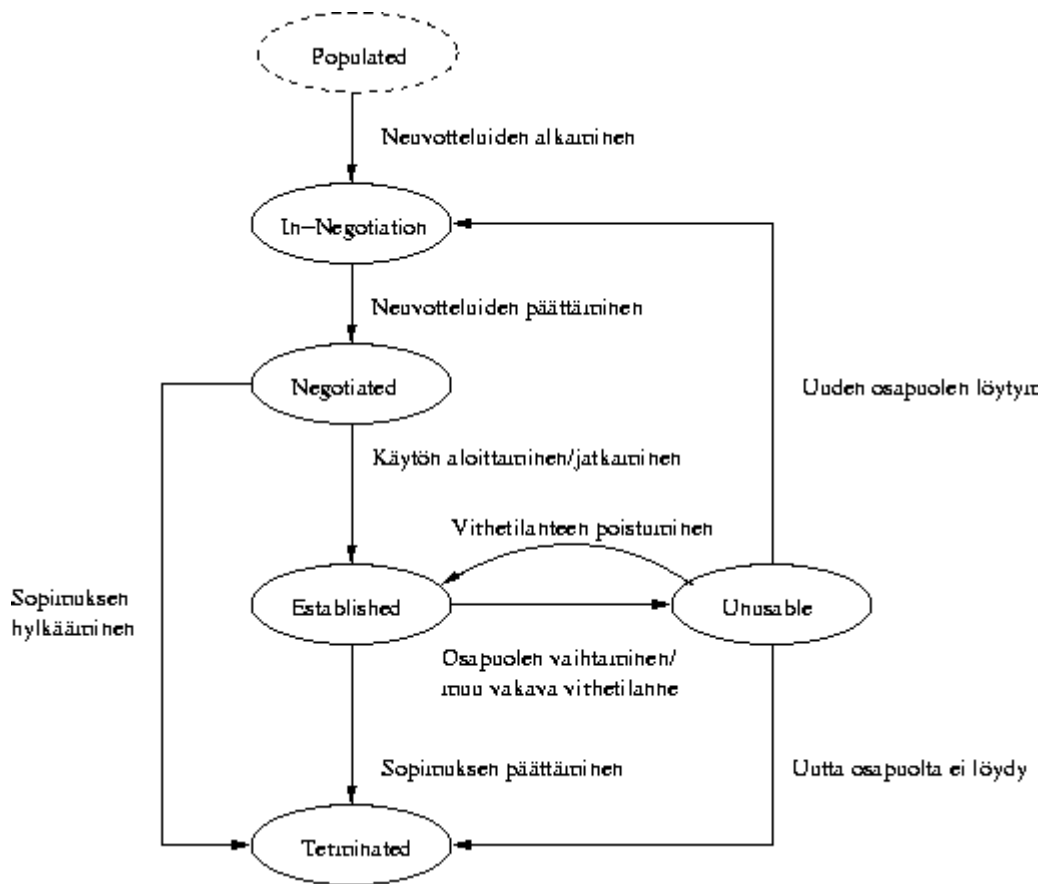 Populated
Neuvotteluiden alkaminen
In-Negotiation
Neuvotteluiden päättäminen
Negotiated
Uuden osapuolen löytym
Käytön aloittaminen/jatkaminen
Virhetilanteen poistuminen
Sopimuksen
hylkääminen
Established
Unusable
Osapuolen vaihtaminen/
muu vakava virhetilanne
Sopimuksen päättäminen
Uutta osapuolta ei löydy
Terminated